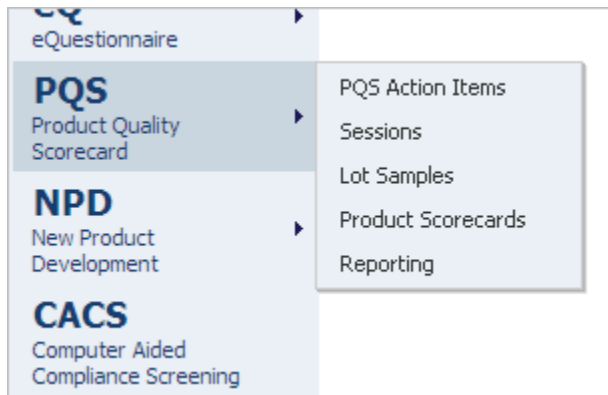 eQuestionnaire
PQS
Product Quality
Scorecard
NPD
New Product
Development
CACS
Computer Aided
Compliance Screening
PQS Action Items
Sessions
Lot Samples
Product Scorecards
Reporting